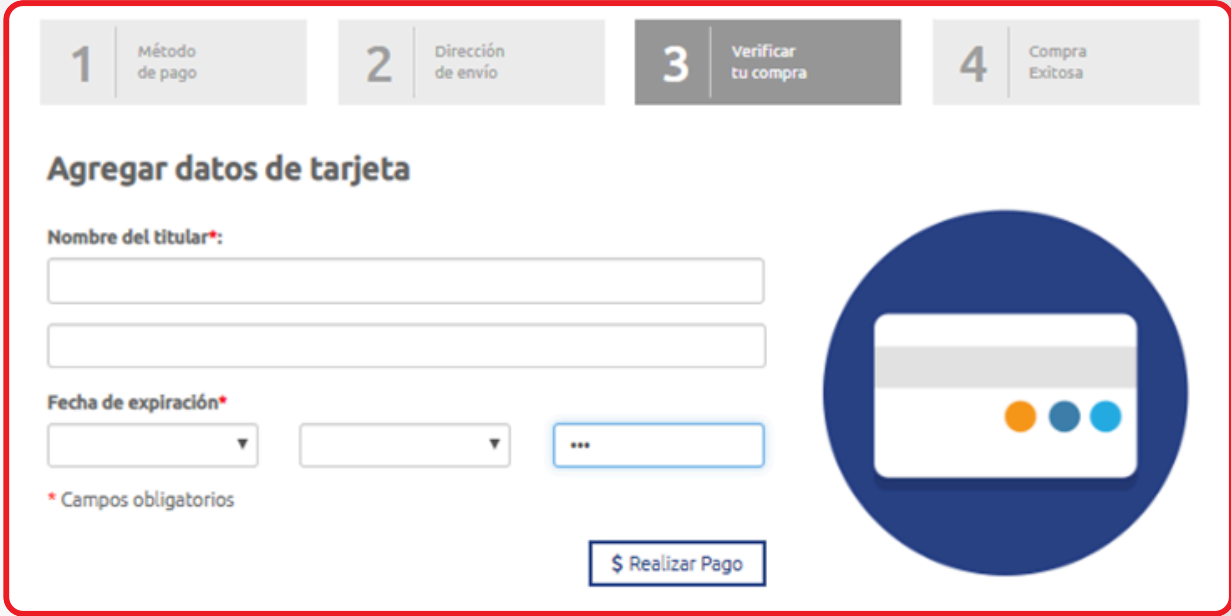 1
Método
de pago
2
Dirección
de envío
3
Verificar
tu compra
4
Compra
Exitosa
Agregar datos de tarjeta
Nombre del titular*:
Fecha de expiración*
▼
▼
•••
* Campos obligatorios
$ Realizar Pago